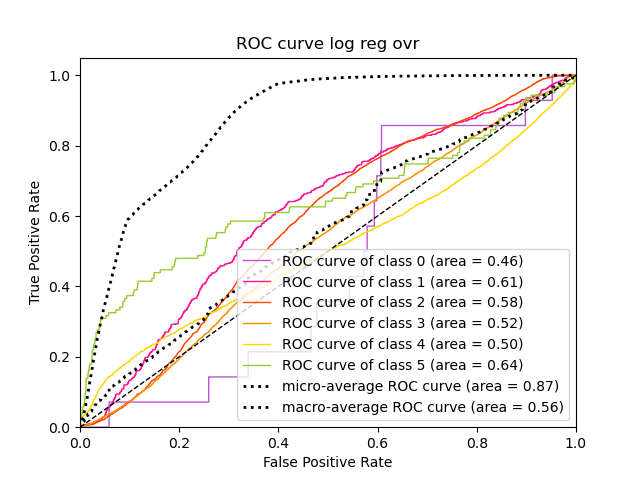 ROC curve log reg ovr
1.0
0.8
0.6
0.4
0.2
0.0
True Positive Rate
ROC curve of class 0 (area = 0.46)
ROC curve of class 1 (area = 0.61)
ROC curve of class 2 (area = 0.58)
ROC curve of class 3 (area = 0.52)
ROC curve of class 4 (area = 0.50)
ROC curve of class 5 (area = 0.64)
micro-average ROC curve (area = 0.87)
macro-average ROC curve (area = 0.56)
0.0 0.2 0.4 0.6 0.8 1.0
False Positive Rate